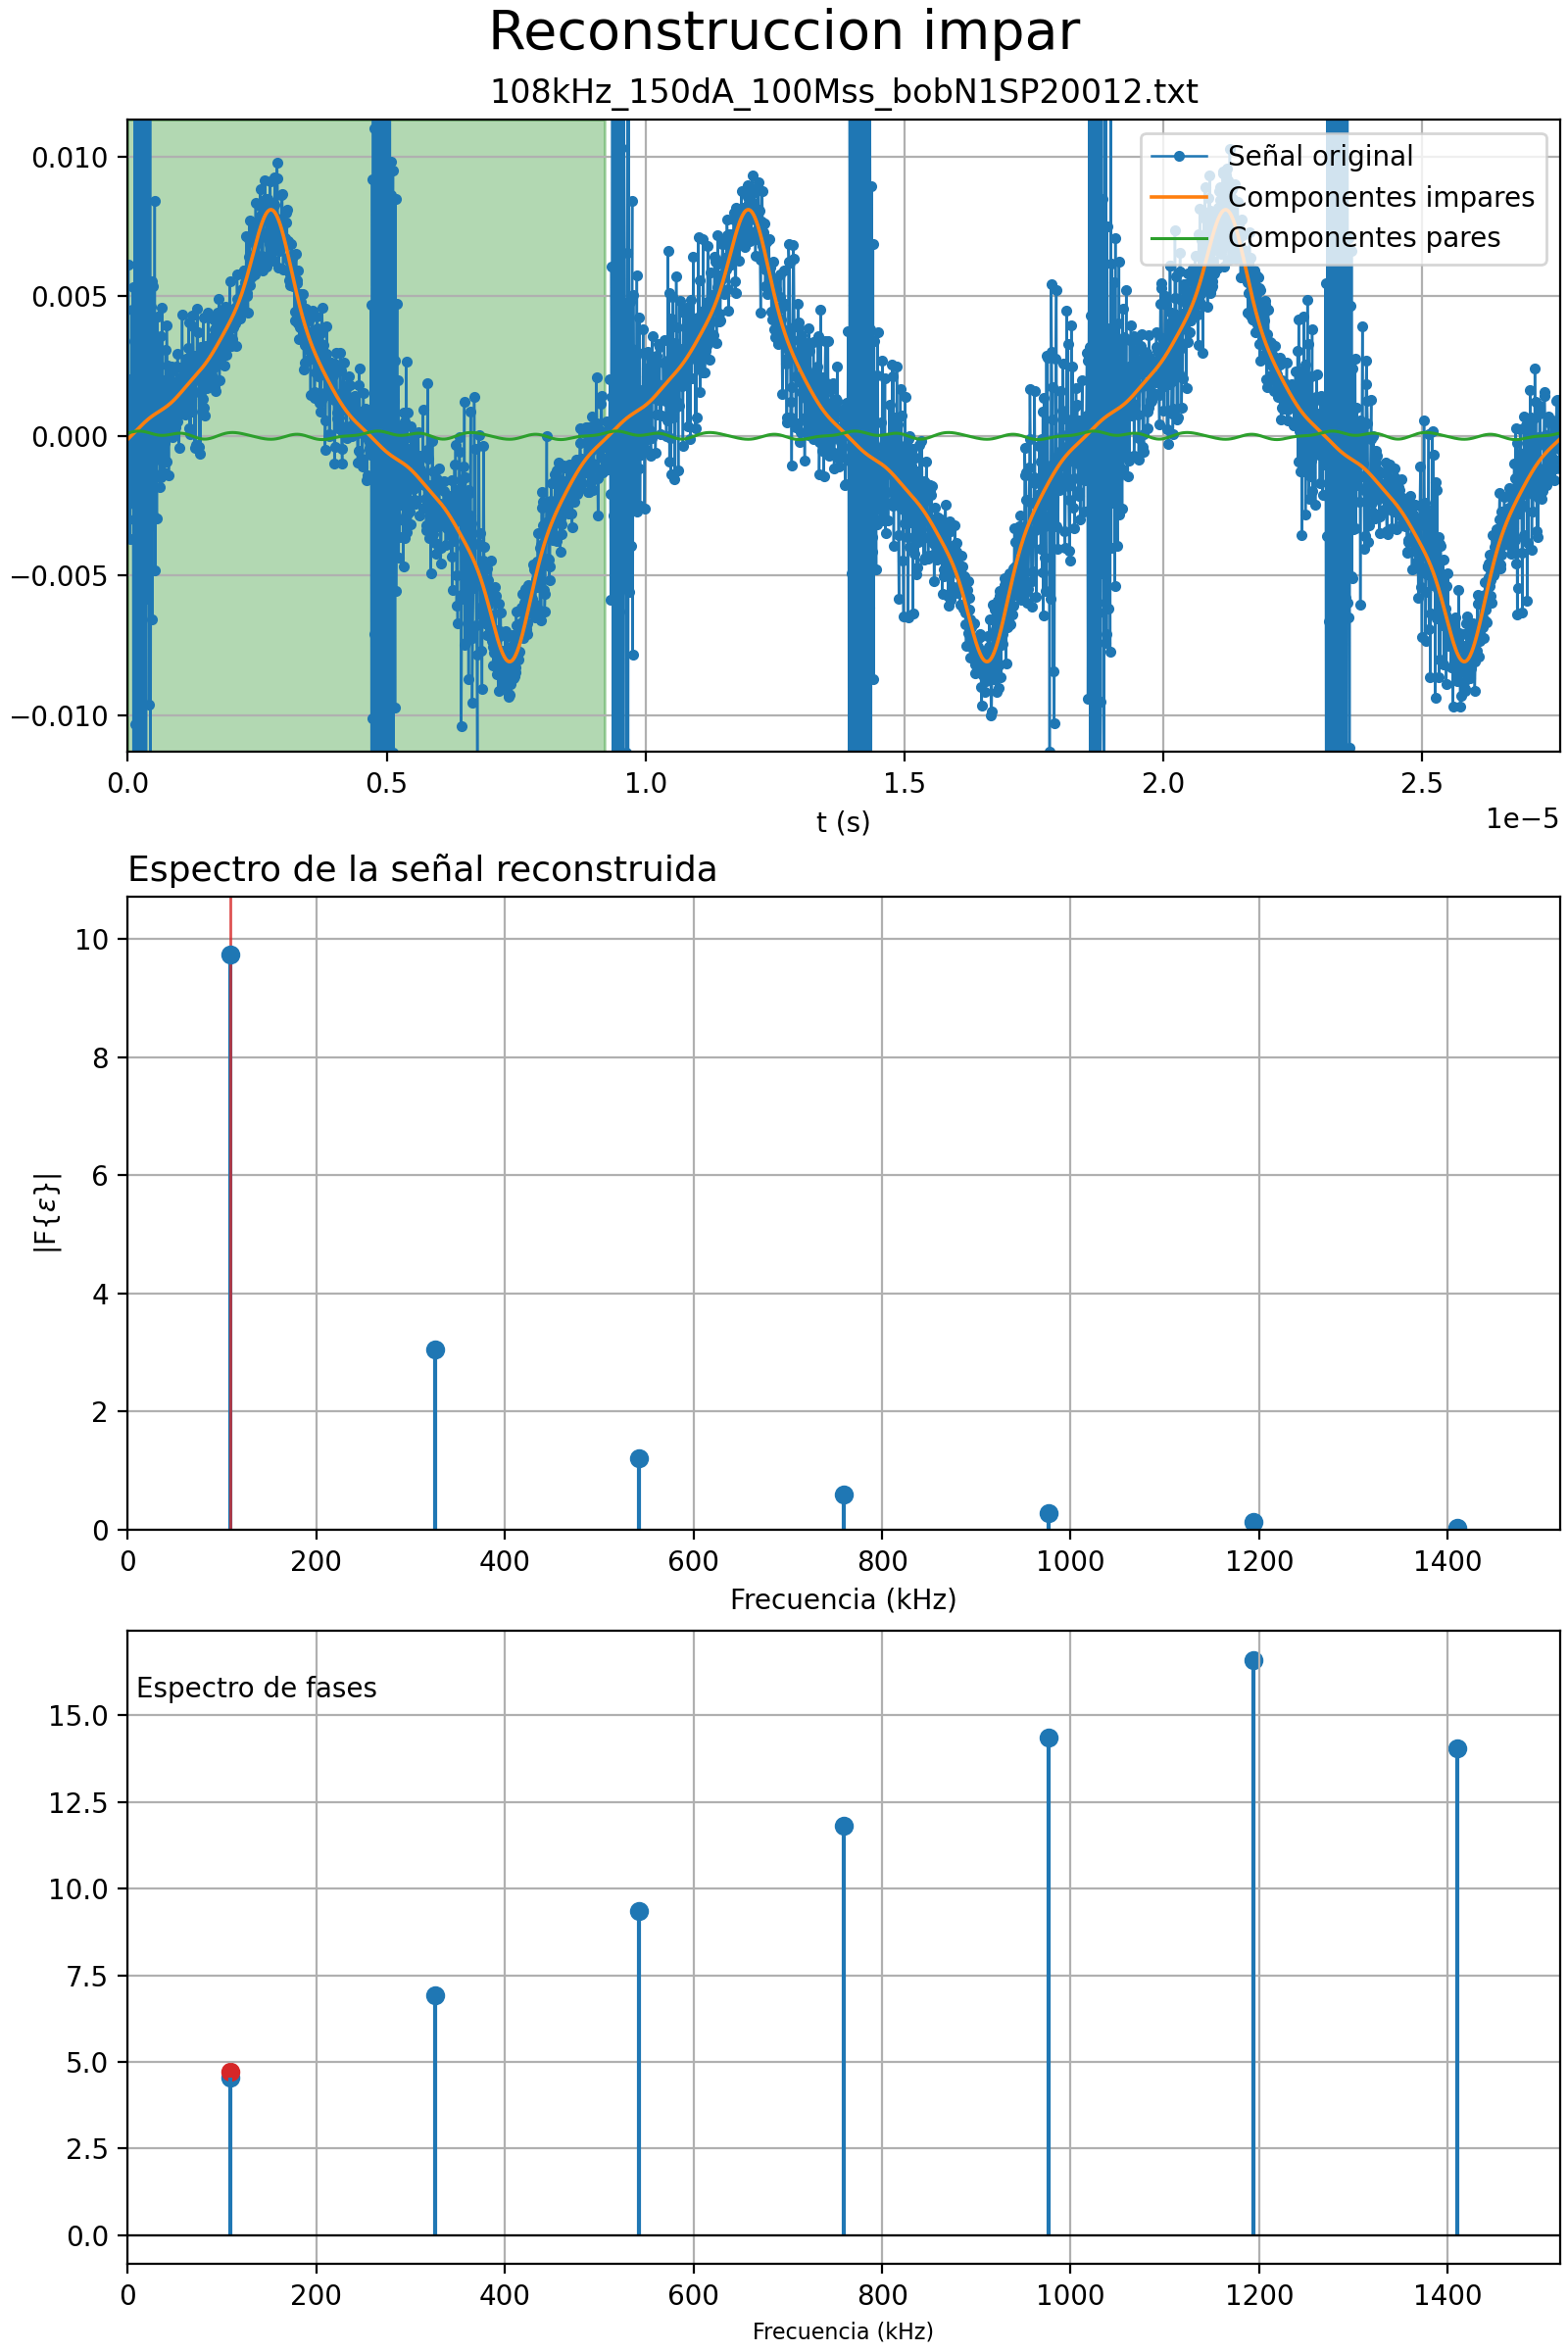 Reconstruccion impar
108kHz_150dA_100Mss_bobN1SP20012.txt
0.010
0.005
0.000
−0.005
−0.010
Señal original
Componentes impares
Componentes pares
0.0 0.5 1.0 1.5 2.0 2.5
t (s)
1e−5
Espectro de la señal reconstruida
10
8
6
4
2
0
|F{ε}|
0 200 400 600 800 1000 1200 1400
Frecuencia (kHz)
Espectro de fases
15.0
12.5
10.0
7.5
5.0
2.5
0.0
0 200 400 600 800 1000 1200 1400
Frecuencia (kHz)